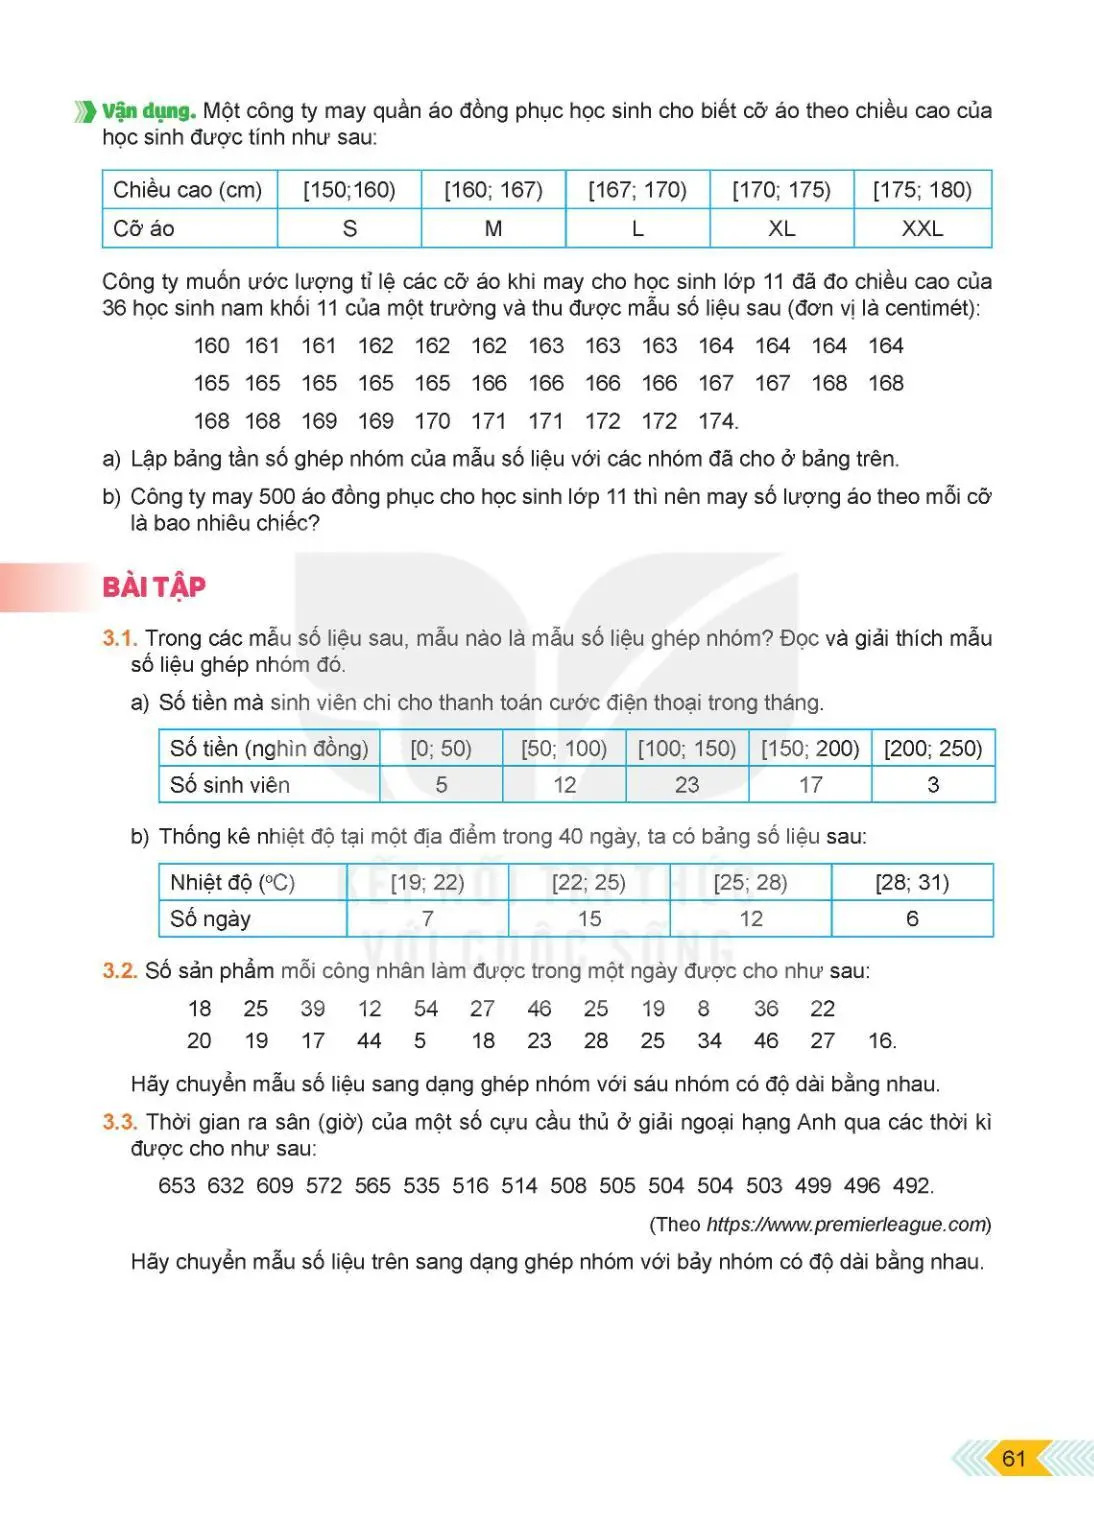 Vận dụng. Một công ty may quần áo đồng phục học sinh cho biết cỡ áo theo chiều cao của
học sinh được tính như sau:
Chiều cao (cm) [150;160) [160; 167) [167; 170) [170; 175) [175; 180)
Cỡ áo S M L XL XXL
Công ty muốn ước lượng tỉ lệ các cỡ áo khi may cho học sinh lớp 11 đã đo chiều cao của
36 học sinh nam khối 11 của một trường và thu được mẫu số liệu sau (đơn vị là centimét):
160 161 161 162 162 162 163 163 163 164 164 164 164
165 165 165 165 165 166 166 166 166 167 167 168 168
168 168 169 169 170 171 171 172 172 174.
a) Lập bảng tần số ghép nhóm của mẫu số liệu với các nhóm đã cho ở bảng trên.
b) Công ty may 500 áo đồng phục cho học sinh lớp 11 thì nên may số lượng áo theo mỗi cỡ
là bao nhiêu chiếc?
BÀI TẬP
3.1. Trong các mẫu số liệu sau, mẫu nào là mẫu số liệu ghép nhóm? Đọc và giải thích mẫu
số liệu ghép nhóm đó.
a) Số tiền mà sinh viên chi cho thanh toán cước điện thoại trong tháng.
Số tiền (nghìn đồng) [0; 50) [50; 100) [100; 150) [150; 200) [200; 250)
Số sinh viên 5 12 23 17 3
b) Thống kê nhiệt độ tại một địa điểm trong 40 ngày, ta có bảng số liệu sau:
Nhiệt độ (°C) [19; 22) [22; 25) [25; 28) [28; 31)
Số ngày 7 15 12 6
KẾT NỐI TRI THỨC
VỚI CUỘC SỐNG
3.2. Số sản phẩm mỗi công nhân làm được trong một ngày được cho như sau:
18 25 39 12 54 27 46 25 19 8 36 22
20 19 17 44 5 18 23 28 25 34 46 27 16.
Hãy chuyển mẫu số liệu sang dạng ghép nhóm với sáu nhóm có độ dài bằng nhau.
3.3. Thời gian ra sân (giờ) của một số cựu cầu thủ ở giải ngoại hạng Anh qua các thời kì
được cho như sau:
653 632 609 572 565 535 516 514 508 505 504 504 503 499 496 492.
(Theo https://www.premierleague.com)
Hãy chuyển mẫu số liệu trên sang dạng ghép nhóm với bảy nhóm có độ dài bằng nhau.
61